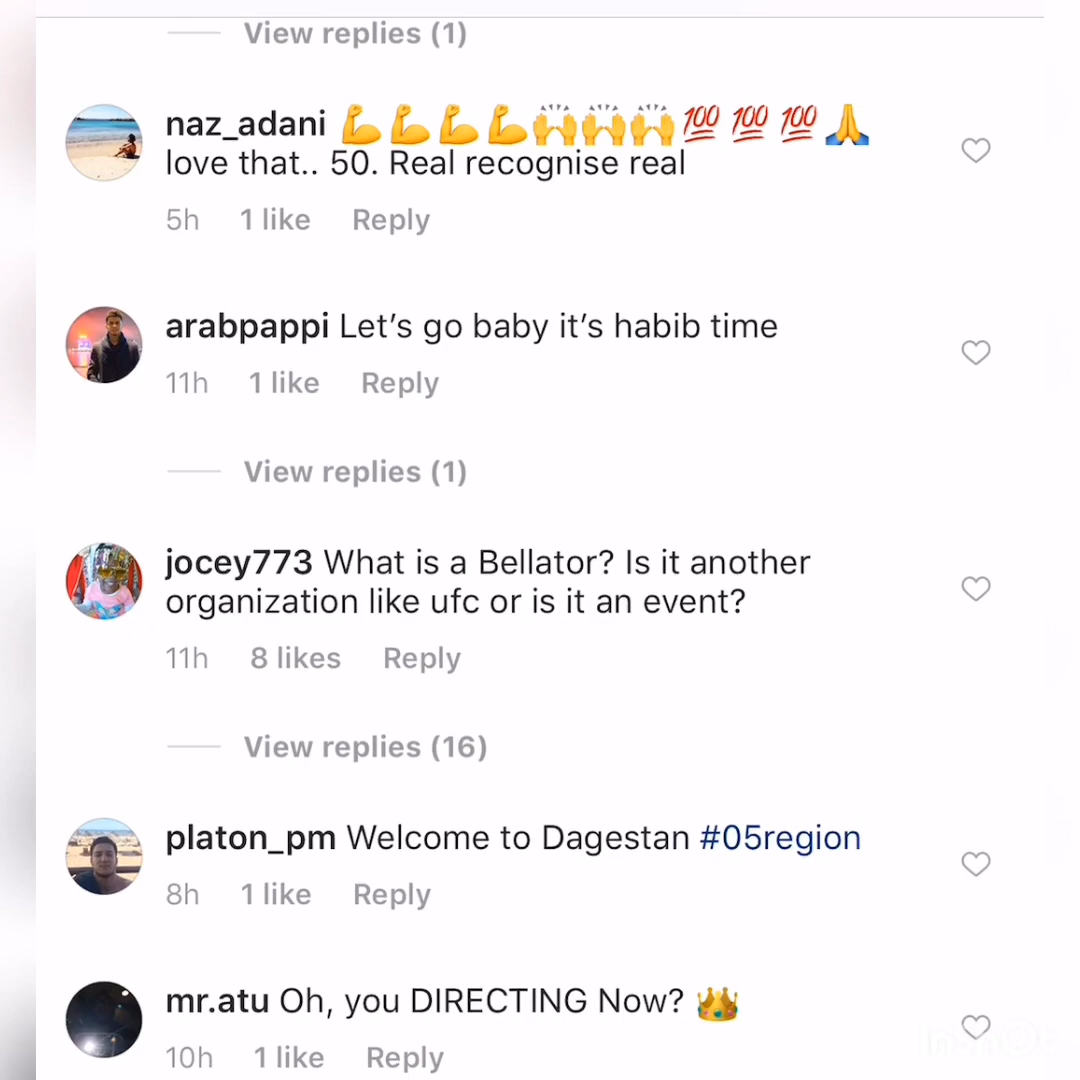 View replies (1)
naz_adani 💪💪💪💪🙌🙌🙌💯💯💯🙏
love that.. 50. Real recognise real
5h 1 like Reply
arabpappi Let’s go baby it’s habib time
11h 1 like Reply
View replies (1)
jocey773 What is a Bellator? Is it another
organization like ufc or is it an event?
11h 8 likes Reply
View replies (16)
platon_pm Welcome to Dagestan #05region
8h 1 like Reply
mr.atu Oh, you DIRECTING Now? 👑
10h 1 like Reply